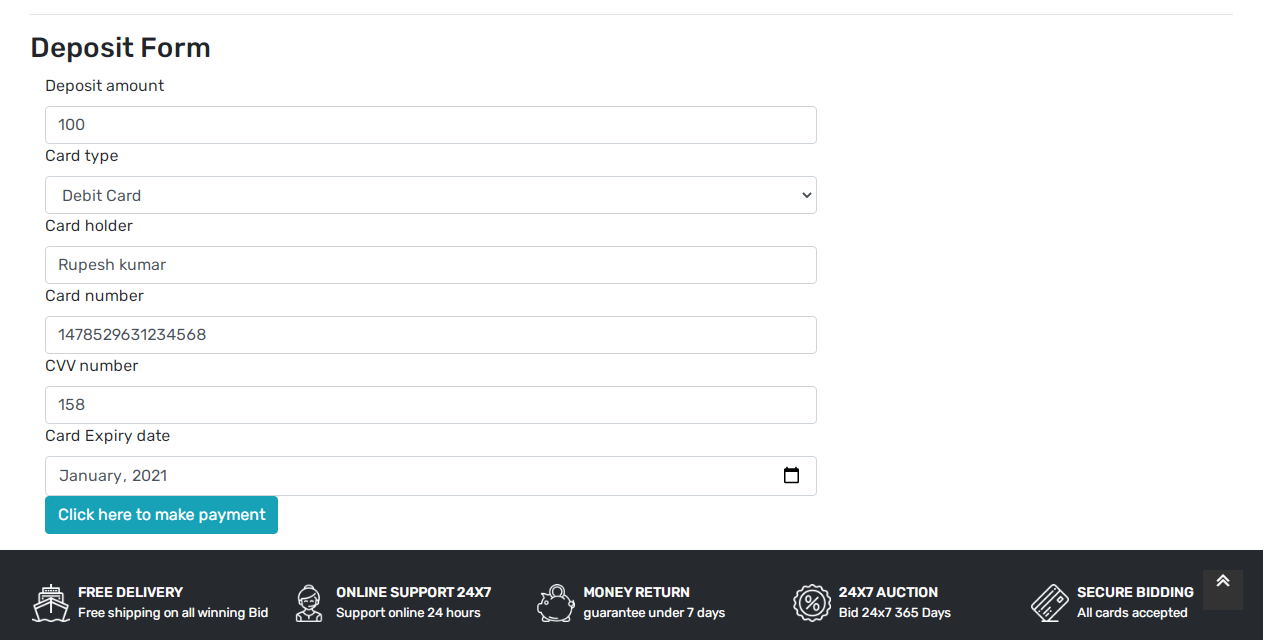 Deposit Form
Deposit amount
100
Card type
Debit Card
Card holder
Rupesh kumar
Card number
1478529631234568
CVV number
158
Card Expiry date
January, 2021
Click here to make payment
FREE DELIVERY
Free shipping on all winning Bid
ONLINE SUPPORT 24X7
Support online 24 hours
MONEY RETURN
guarantee under 7 days
24X7 AUCTION
Bid 24x7 365 Days
SECURE BIDDING
All cards accepted